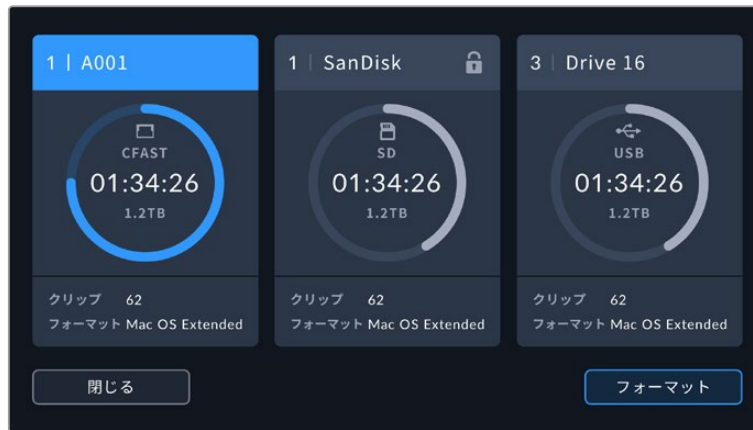 1 | A001
CFAST
01:34:26
1.2TB
クリップ 62
フォーマット Mac OS Extended
1 | SanDisk
SD
01:34:26
1.2TB
クリップ 62
フォーマット Mac OS Extended
3 | Drive 16
USB
01:34:26
1.2TB
クリップ 62
フォーマット Mac OS Extended
閉じる
フォーマット